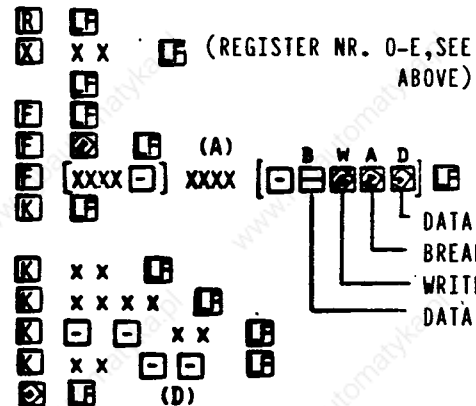 R LF
X X X LF (REGISTER NR. 0-E,SEE
ABOVE)
LF
F LF
F LF (A)
B W A D
F [XXXX -] XXXX [- ] LF
K LF
DATA
BREA
WRITE
DATA
K X X LF
K X X X X LF
K - - X X LF
K X X - - LF
LF (D)